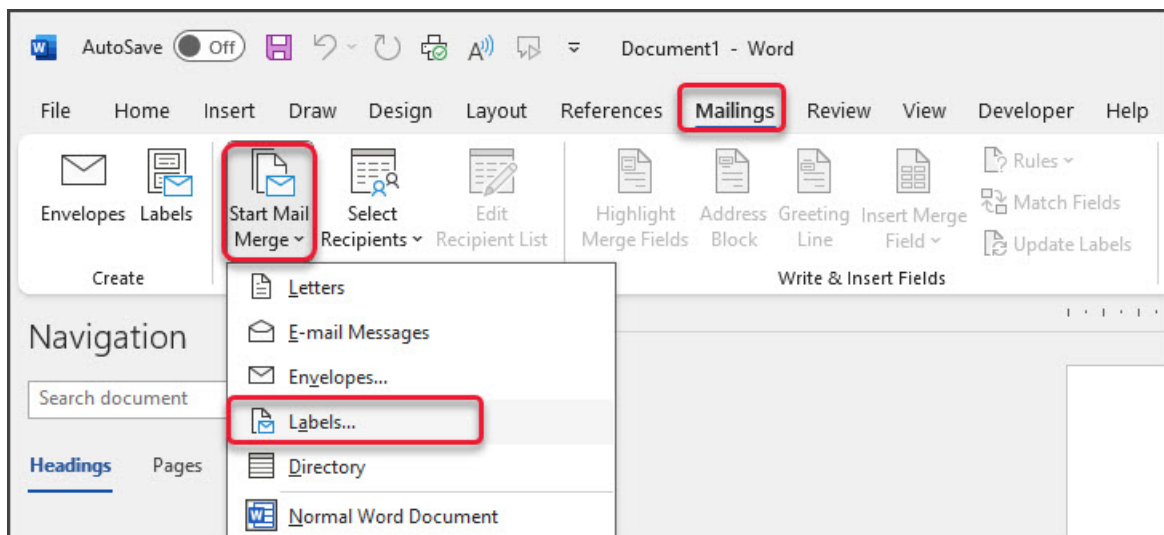 AutoSave Off Document1 - Word
File Home Insert Draw Design Layout References Mailings Review View Developer Help
Envelopes Labels Start Mail Merge Select Recipients Edit Recipient List Highlight Merge Fields Address Block Greeting Line Insert Merge Field Rules
Match Fields
Update Labels
Create Write & Insert Fields
Letters
E-mail Messages
Envelopes...
Labels...
Directory
Normal Word Document
Navigation
Search document
Headings Pages